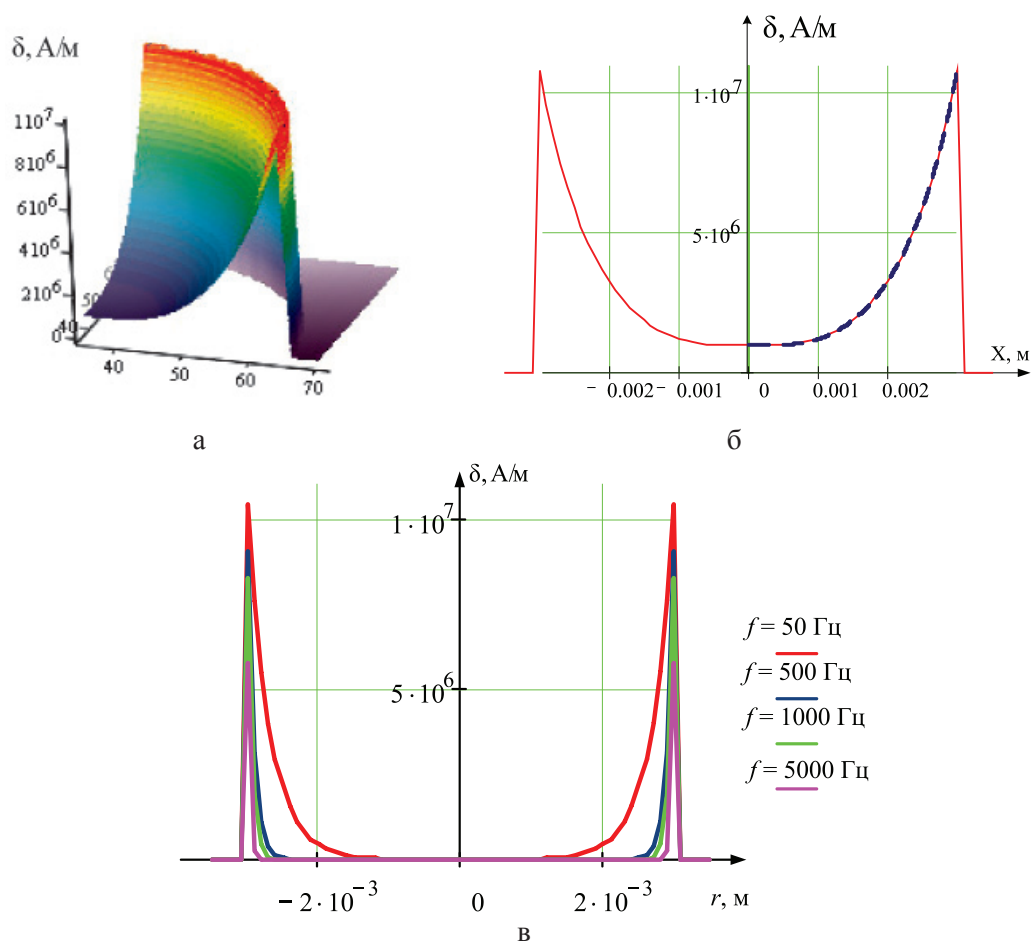 δ, А/м
110⁷
810⁶
610⁶
410⁶
210⁶
0
40
50
6
40 50 60 70
а
δ, А/м
1·10⁷
5·10⁶
X, м
− 0.002 − 0.001 0 0.001 0.002
б
δ, А/м
1·10⁷
5·10⁶
− 2·10⁻³ 0 2·10⁻³ r, м
f = 50 Гц
f = 500 Гц
f = 1000 Гц
f = 5000 Гц
в